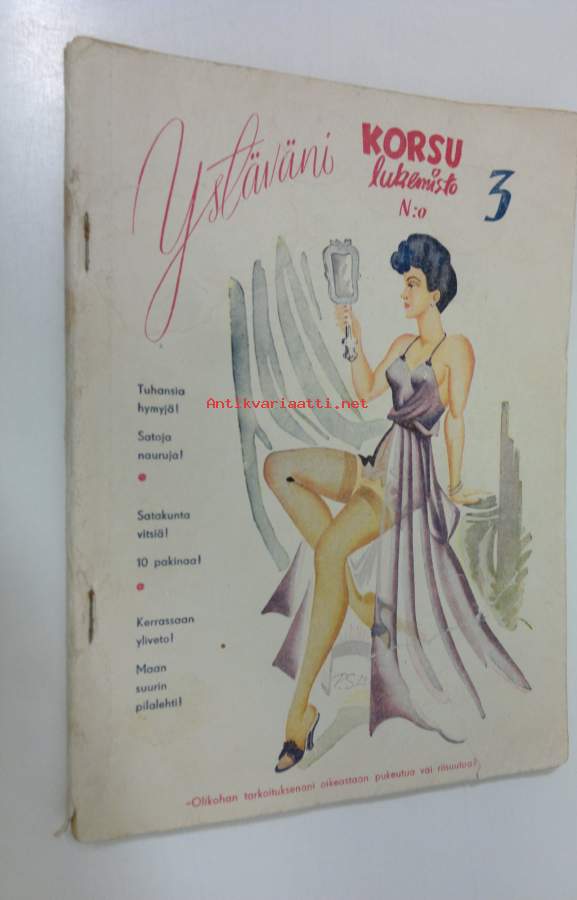 Ystäväni
KORSU
lukemisto
N:o 3
Antikvariaatti.net
Tuhansia
hymyjä!
Satoja
nauruja!
Satakunta
vitsiä!
10 pakinaa!
Kerrassaan
yliveto!
Maan
suurin
pilalehti!
–Olikohan tarkoituksenani oikeastaan pukeutua vai riisuutua?